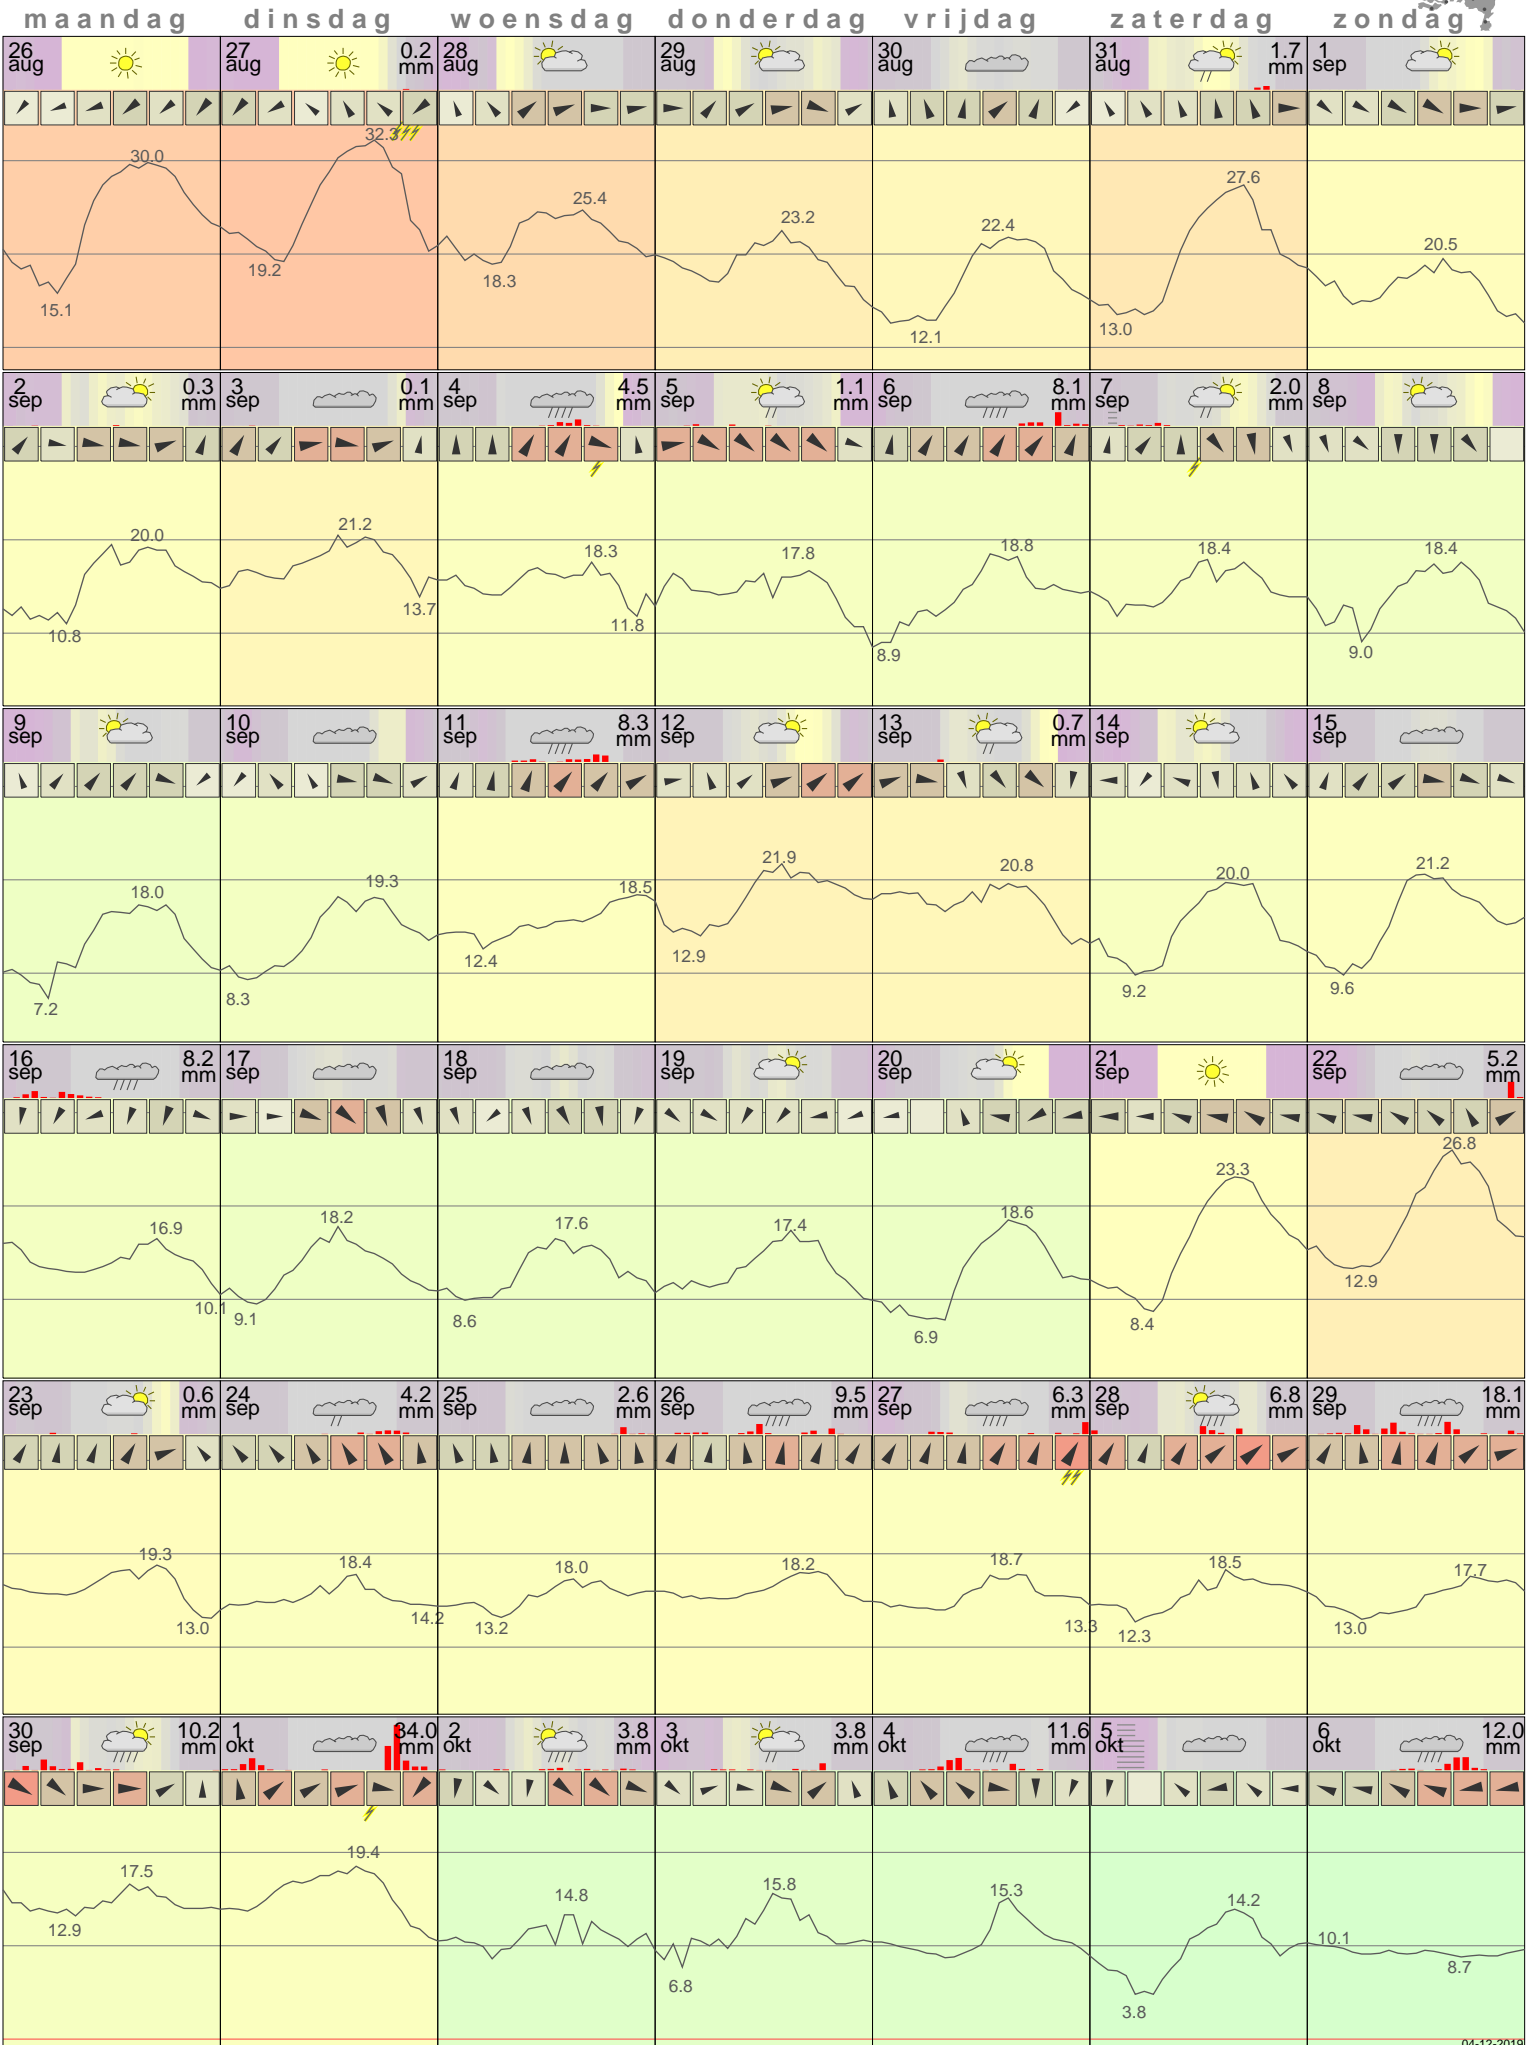 maandag dinsdag woensdag donderdag vrijdag zaterdag zondag
26 aug
27 aug 0.2 mm
28 aug
29 aug
30 aug
31 aug 1.7 mm
1 sep
15.1 30.0
19.2 32.3
18.3 25.4
23.2
12.1 22.4
13.0 27.6
20.5
2 sep 0.3 mm
3 sep 0.1 mm
4 sep 4.5 mm
5 sep 1.1 mm
6 sep 8.1 mm
7 sep 2.0 mm
8 sep
10.8 20.0
21.2 13.7
18.3 11.8
17.8
8.9 18.8
18.4
9.0 18.4
9 sep
10 sep
11 sep 8.3 mm
12 sep
13 sep 0.7 mm
14 sep
15 sep
7.2 18.0
8.3 19.3
12.4 18.5
12.9 21.9
20.8
9.2 20.0
9.6 21.2
16 sep 8.2 mm
17 sep
18 sep
19 sep
20 sep
21 sep
22 sep 5.2 mm
16.9 10.1
9.1 18.2
8.6 17.6
17.4
6.9 18.6
8.4 23.3
12.9 26.8
23 sep 0.6 mm
24 sep 4.2 mm
25 sep 2.6 mm
26 sep 9.5 mm
27 sep 6.3 mm
28 sep 6.8 mm
29 sep 18.1 mm
19.3 13.0
18.4 14.2
13.2 18.0
18.2
18.7 13.3
12.3 18.5
13.0 17.7
30 sep 10.2 mm
1 okt 34.0 mm
2 okt 3.8 mm
3 okt 3.8 mm
4 okt 11.6 mm
5 okt
6 okt 12.0 mm
12.9 17.5
19.4
14.8
6.8 15.8
15.3
3.8 14.2
10.1 8.7
04-12-2019